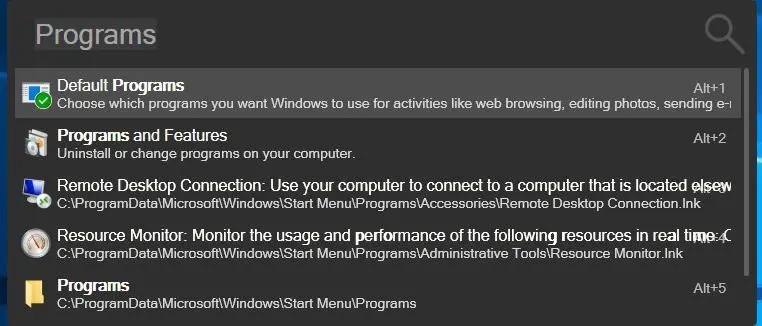 Programs
Default Programs Alt+1
Choose which programs you want Windows to use for activities like web browsing, editing photos, sending e-
Programs and Features Alt+2
Uninstall or change programs on your computer.
Remote Desktop Connection: Use your computer to connect to a computer that is located
C:\ProgramData\Microsoft\Windows\Start Menu\Programs\Accessories\Remote Desktop Connection.lnk
Resource Monitor: Monitor the usage and performance of the following resources in real time:
C:\ProgramData\Microsoft\Windows\Start Menu\Programs\Administrative Tools\Resource Monitor.lnk
Programs Alt+5
C:\ProgramData\Microsoft\Windows\Start Menu\Programs